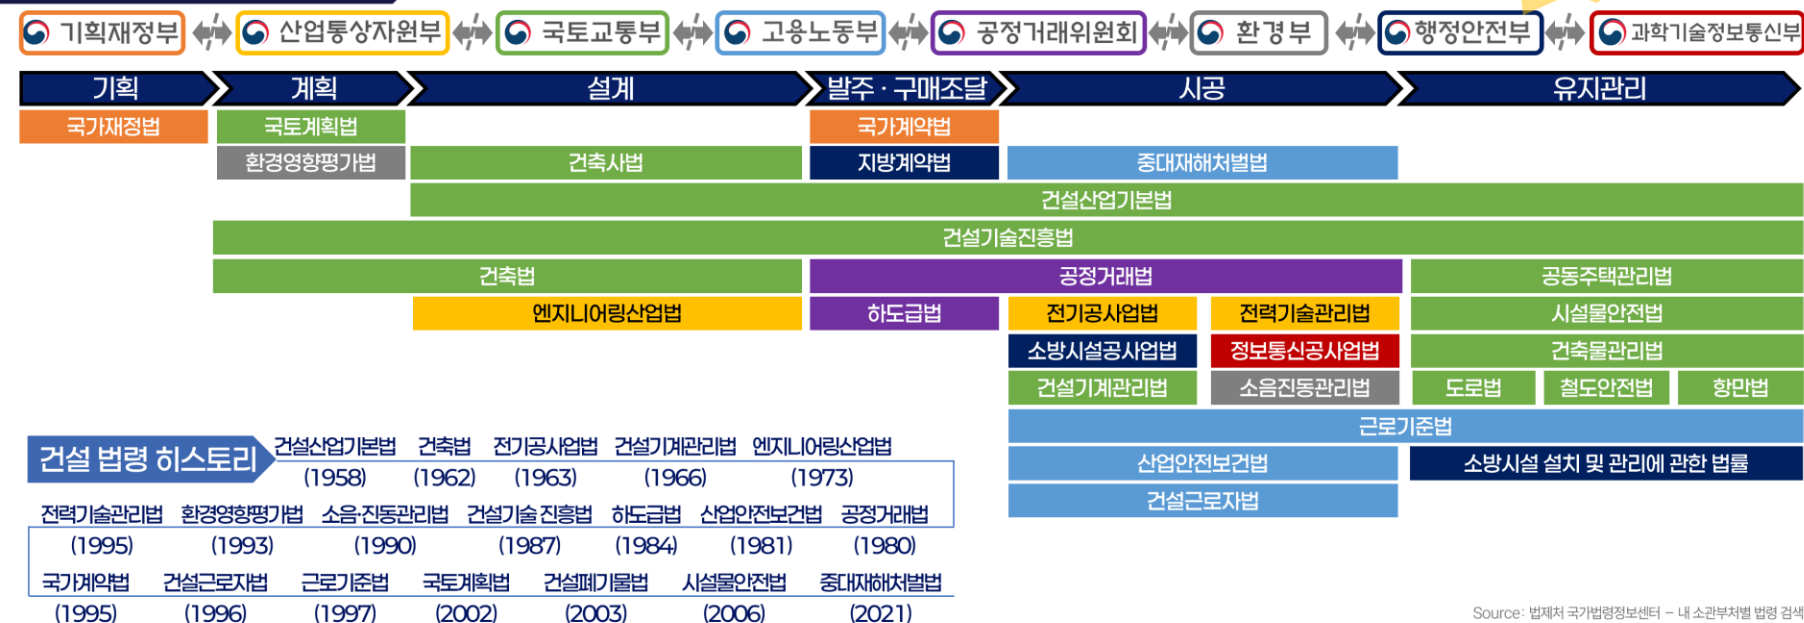 기획재정부 산업통상자원부 국토교통부 고용노동부 공정거래위원회 환경부 행정안전부 과학기술정보통신부
기획 계획 설계 발주·구매조달 시공 유지관리
국가재정법 국토계획법 국가계약법
환경영향평가법 건축사법 지방계약법 중대재해처벌법
건설산업기본법
건설기술진흥법
건축법 공정거래법 공동주택관리법
엔지니어링산업법 하도급법 전기공사업법 전력기술관리법 시설물안전법
소방시설공사업법 정보통신공사업법 건축물관리법
건설기계관리법 소음진동관리법 도로법 철도안전법 항만법
근로기준법
산업안전보건법 소방시설 설치 및 관리에 관한 법률
건설근로자법
건설 법령 히스토리
건설산업기본법 건축법 전기공사업법 건설기계관리법 엔지니어링산업법
(1958) (1962) (1963) (1966) (1973)
전력기술관리법 환경영향평가법 소음·진동관리법 건설기술 진흥법 하도급법 산업안전보건법 공정거래법
(1995) (1993) (1990) (1987) (1984) (1981) (1980)
국가계약법 건설근로자법 근로기준법 국토계획법 건설폐기물법 시설물안전법 중대재해처벌법
(1995) (1996) (1997) (2002) (2003) (2006) (2021)
Source: 법제처 국가법령정보센터 – 내 소관부처별 법령 검색